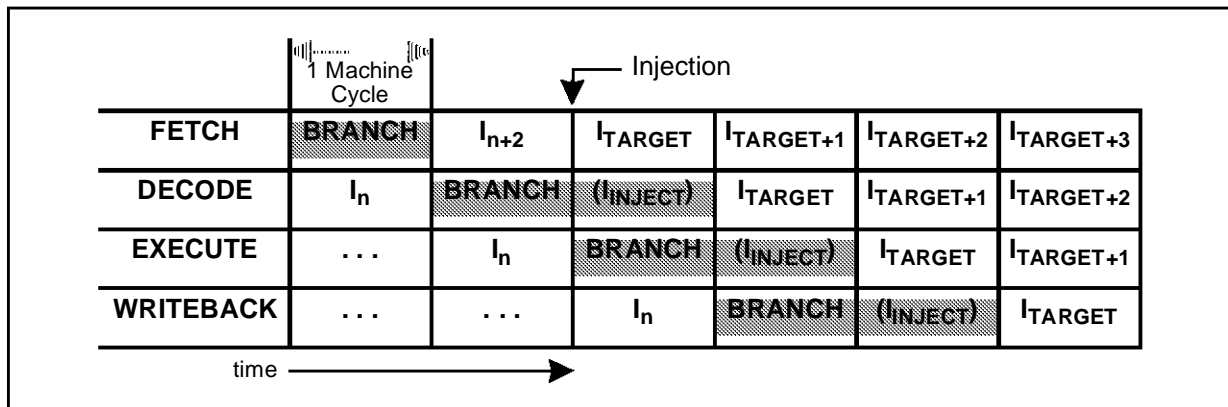 1 Machine
Cycle
Injection
FETCH BRANCH In+2 ITARGET ITARGET+1 ITARGET+2 ITARGET+3
DECODE In BRANCH (IINJECT) ITARGET ITARGET+1 ITARGET+2
EXECUTE . . . In BRANCH (IINJECT) ITARGET ITARGET+1
WRITEBACK . . . . . . In BRANCH (IINJECT) ITARGET
time